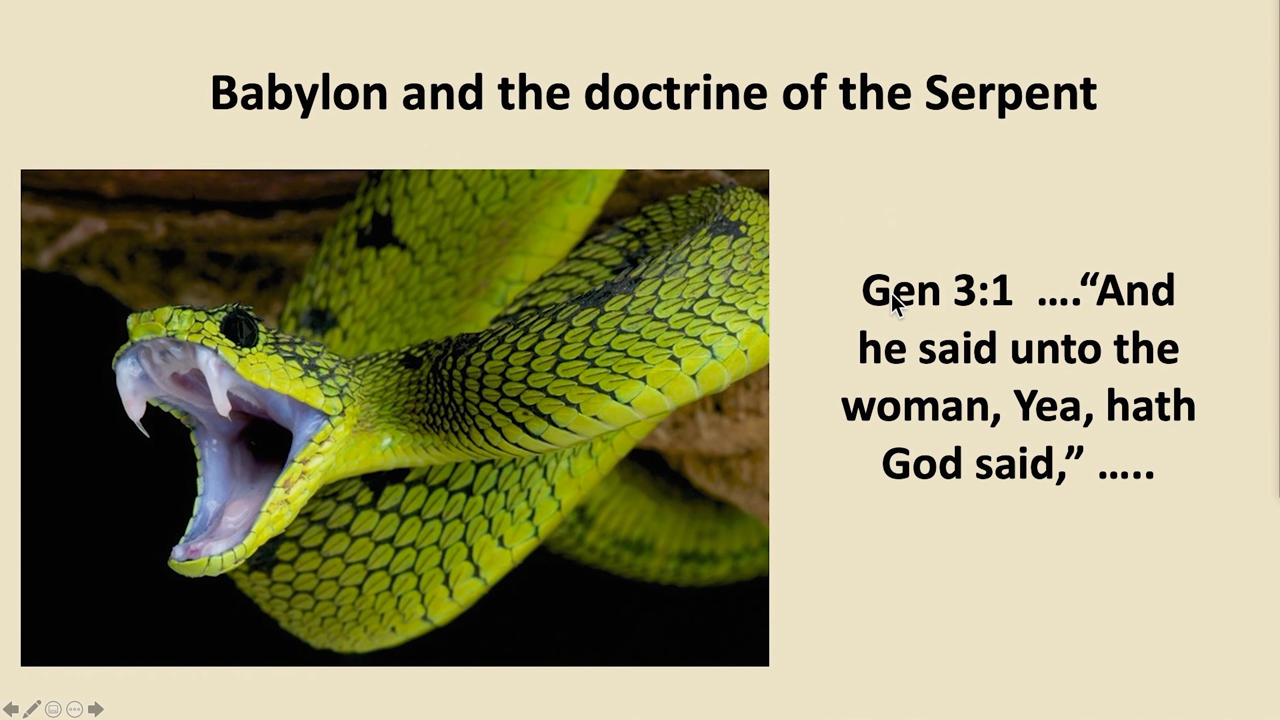 Babylon and the doctrine of the Serpent
Gen 3:1  ….“And
he said unto the
woman, Yea, hath
God said,” …..